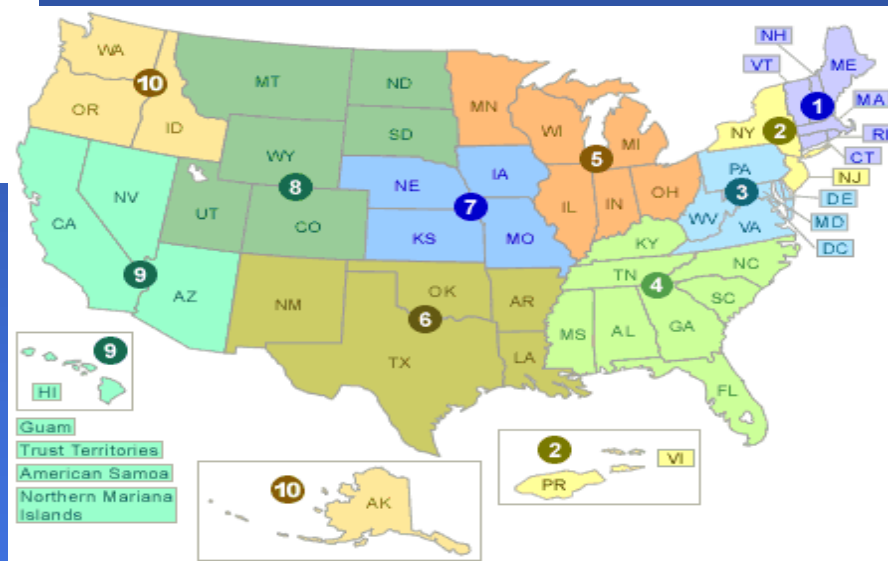 NH
WA
ME
VT
10
MT
ND
MA
1
OR
MN
ID
NY
2
RI
SD
WI
MI
CT
WY
5
PA
NJ
IA
3
DE
8
NE
OH
NV
7
IL
IN
WV
MD
UT
VA
CA
CO
KS
MO
DC
KY
NC
9
TN
AZ
OK
4
NM
AR
SC
6
MS
AL
GA
9
TX
LA
HI
FL
Guam
2
Trust Territories
VI
American Samoa
PR
10
Northern Mariana
Islands
AK